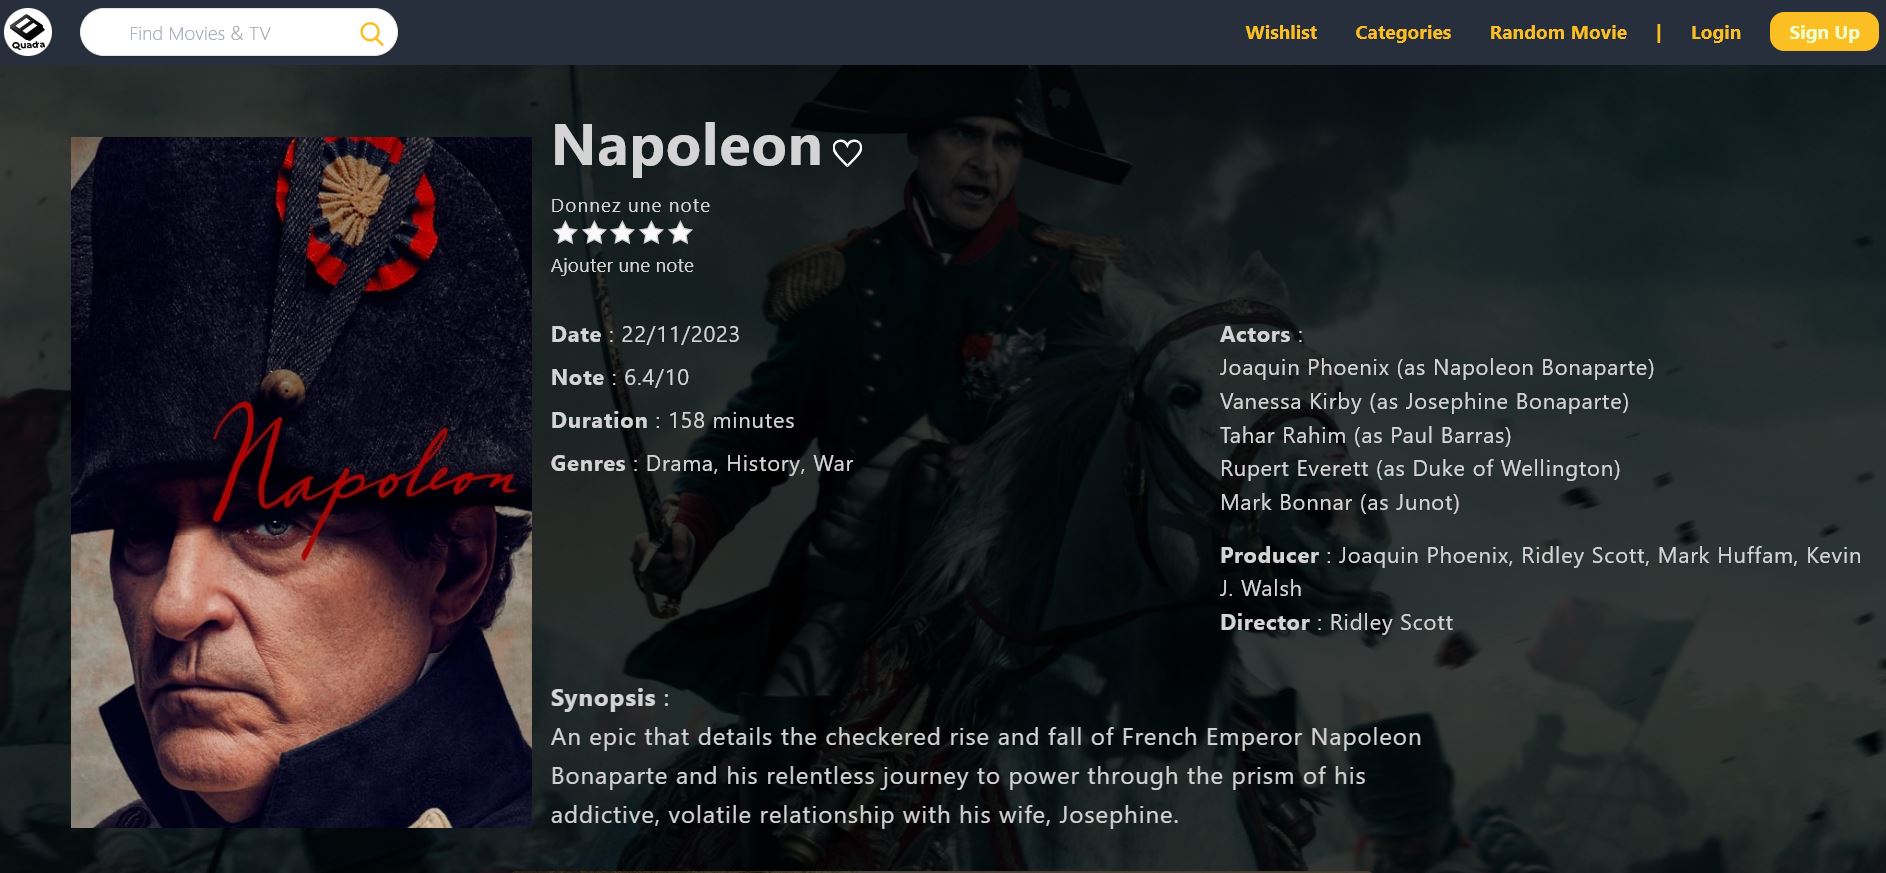 Quadra
Find Movies & TV
Wishlist
Categories
Random Movie
|
Login
Sign Up
Napoleon
Napoleon
Donnez une note
Ajouter une note
Date : 22/11/2023
Note : 6.4/10
Duration : 158 minutes
Genres : Drama, History, War
Actors :
Joaquin Phoenix (as Napoleon Bonaparte)
Vanessa Kirby (as Josephine Bonaparte)
Tahar Rahim (as Paul Barras)
Rupert Everett (as Duke of Wellington)
Mark Bonnar (as Junot)
Producer : Joaquin Phoenix, Ridley Scott, Mark Huffam, Kevin
J. Walsh
Director : Ridley Scott
Synopsis :
An epic that details the checkered rise and fall of French Emperor Napoleon
Bonaparte and his relentless journey to power through the prism of his
addictive, volatile relationship with his wife, Josephine.